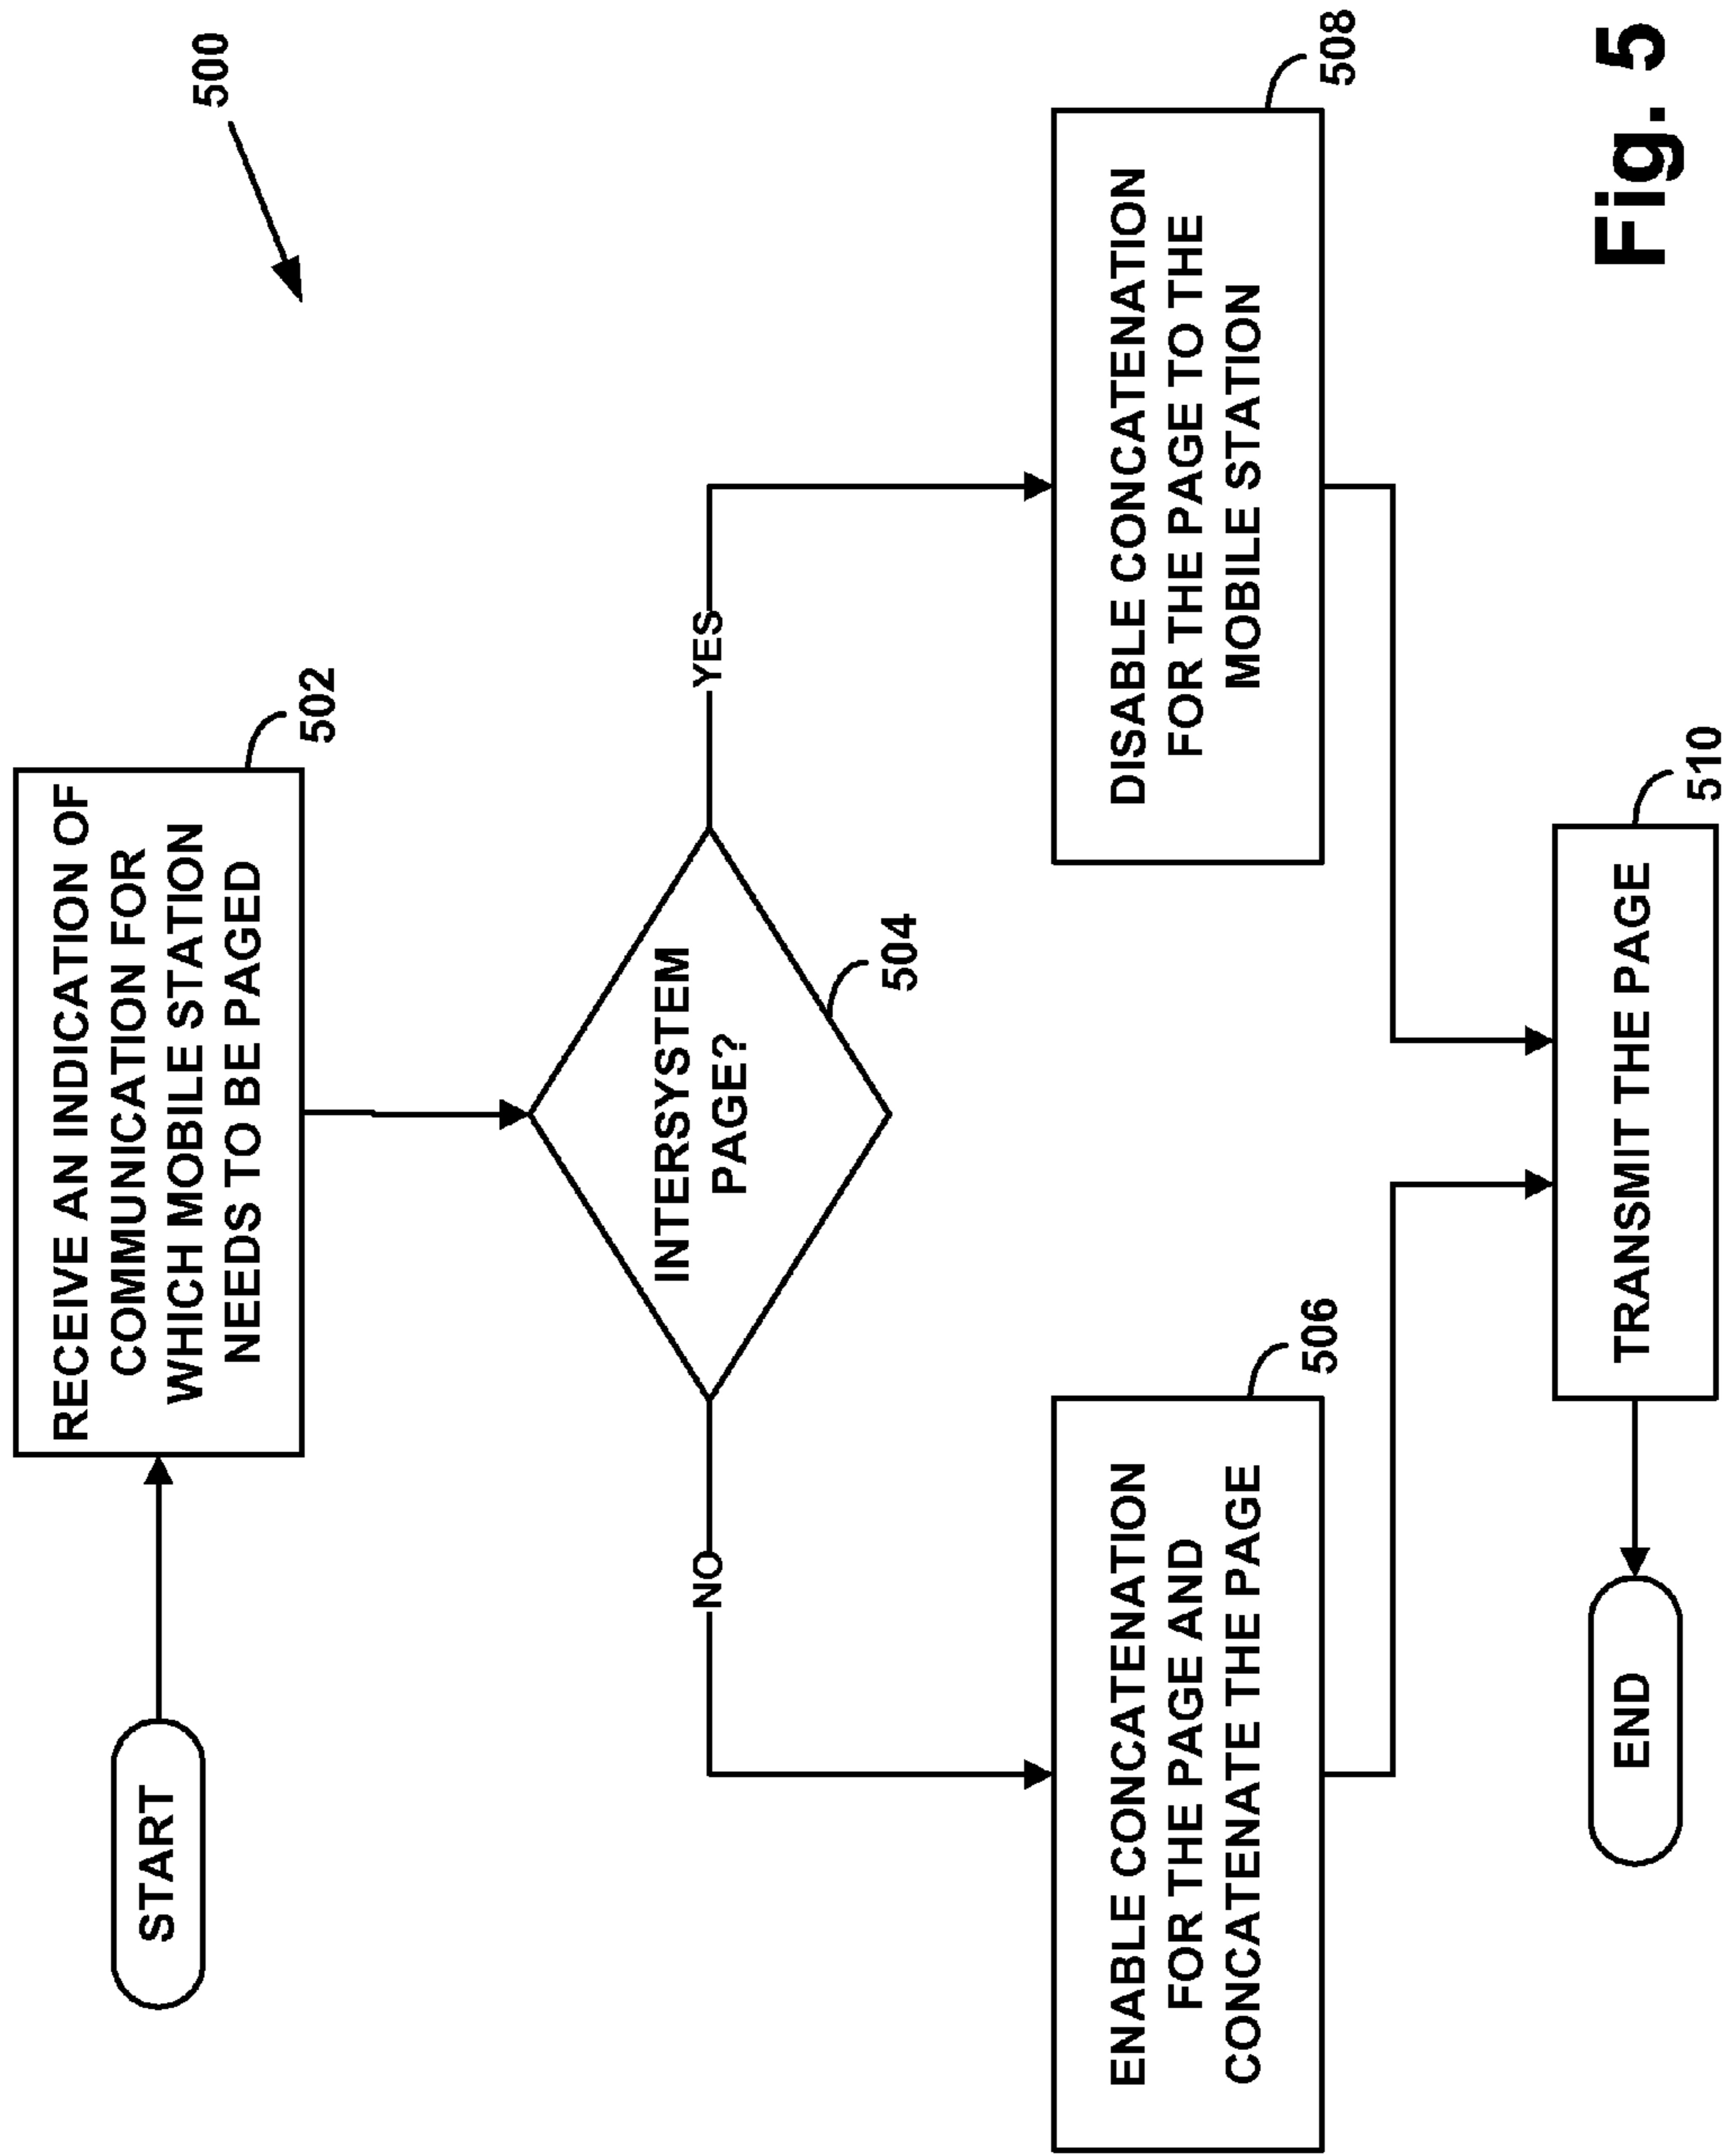 500
START
RECEIVE AN INDICATION OF
COMMUNICATION FOR
WHICH MOBILE STATION
NEEDS TO BE PAGED
502
INTERSYSTEM
PAGE?
504
NO
YES
ENABLE CONCATENATION
FOR THE PAGE AND
CONCATENATE THE PAGE
506
DISABLE CONCATENATION
FOR THE PAGE TO THE
MOBILE STATION
508
TRANSMIT THE PAGE
510
END
Fig. 5